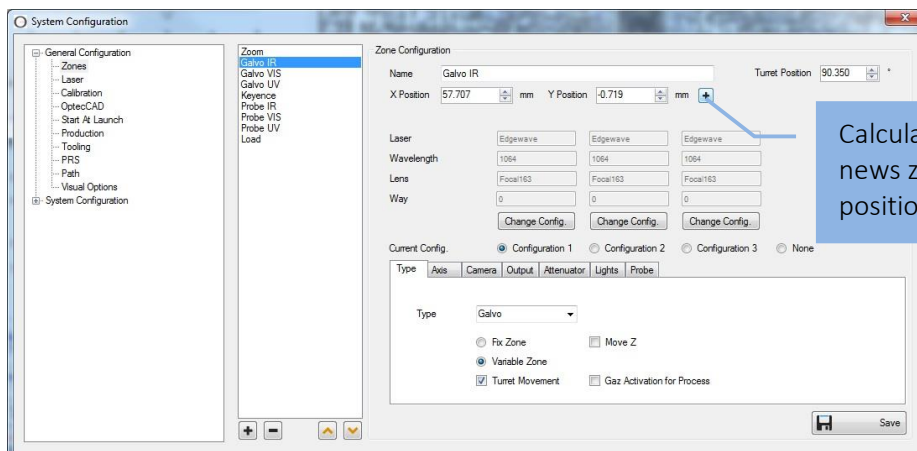 System Configuration
General Configuration
Zones
Laser
Calibration
OptecCAD
Start At Launch
Production
Tooling
PRS
Path
Visual Options
System Configuration
Zoom
Galvo IR
Galvo VIS
Galvo UV
Keyence
Probe IR
Probe VIS
Probe UV
Load
Zone Configuration
Name Galvo IR Turret Position 90.350 °
X Position 57.707 mm Y Position -0.719 mm +
Laser Edgewave Edgewave Edgewave
Wavelength 1064 1064 1064
Lens Focal163 Focal163 Focal163
Way 0 0 0
Change Config. Change Config. Change Config.
Current Config. Configuration 1 Configuration 2 Configuration 3 None
Type Axis Camera Output Attenuator Lights Probe
Type Galvo
Fix Zone Move Z
Variable Zone
Turret Movement Gaz Activation for Process
Save
Calcula
news z
positio